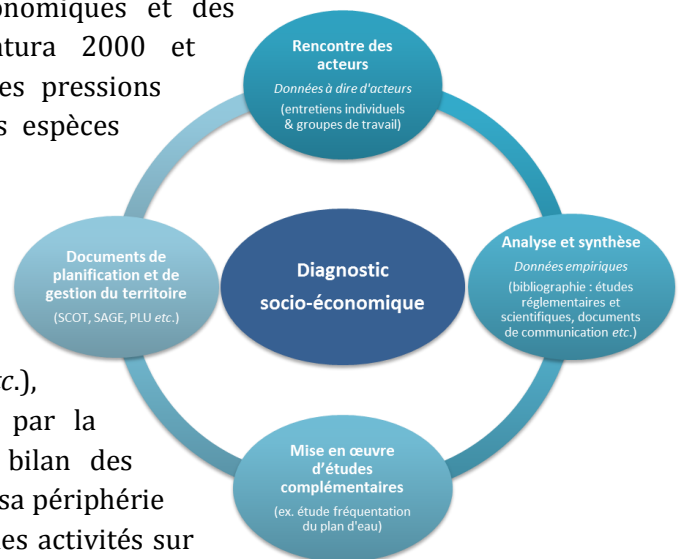 onomiques et des
atura 2000 et
es pressions
s espèces
tc.),
par la
bilan des
sa périphérie
les activités sur
Rencontre des
acteurs
Données à dire d'acteurs
(entretiens individuels
& groupes de travail)
Analyse et synthèse
Données empiriques
(bibliographie : études
réglementaires et
scientifiques, documents
de communication etc.)
Mise en œuvre
d'études
complémentaires
(ex. étude fréquentation
du plan d'eau)
Documents de
planification et de
gestion du territoire
(SCOT, SAGE, PLU etc.)
Diagnostic
socio-économique